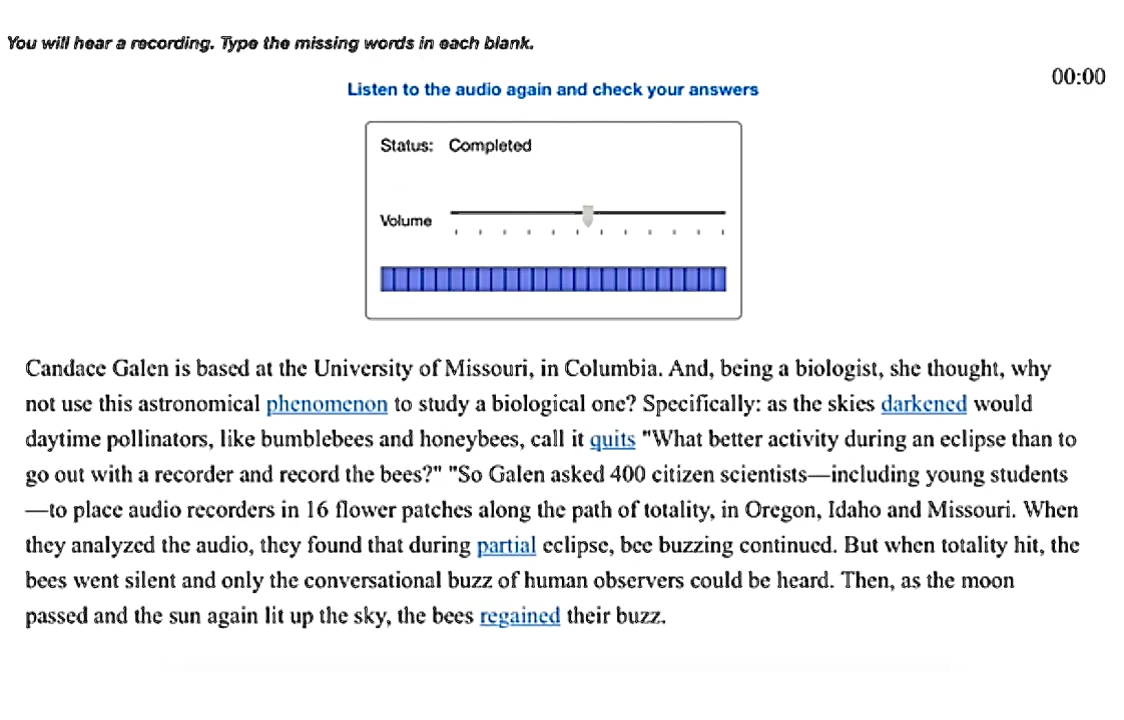 You will hear a recording. Type the missing words in each blank.
00:00
Listen to the audio again and check your answers
Status: Completed
Volume
Candace Galen is based at the University of Missouri, in Columbia. And, being a biologist, she thought, why
not use this astronomical phenomenon to study a biological one? Specifically: as the skies darkened would
daytime pollinators, like bumblebees and honeybees, call it quits "What better activity during an eclipse than to
go out with a recorder and record the bees?" "So Galen asked 400 citizen scientists—including young students
—to place audio recorders in 16 flower patches along the path of totality, in Oregon, Idaho and Missouri. When
they analyzed the audio, they found that during partial eclipse, bee buzzing continued. But when totality hit, the
bees went silent and only the conversational buzz of human observers could be heard. Then, as the moon
passed and the sun again lit up the sky, the bees regained their buzz.